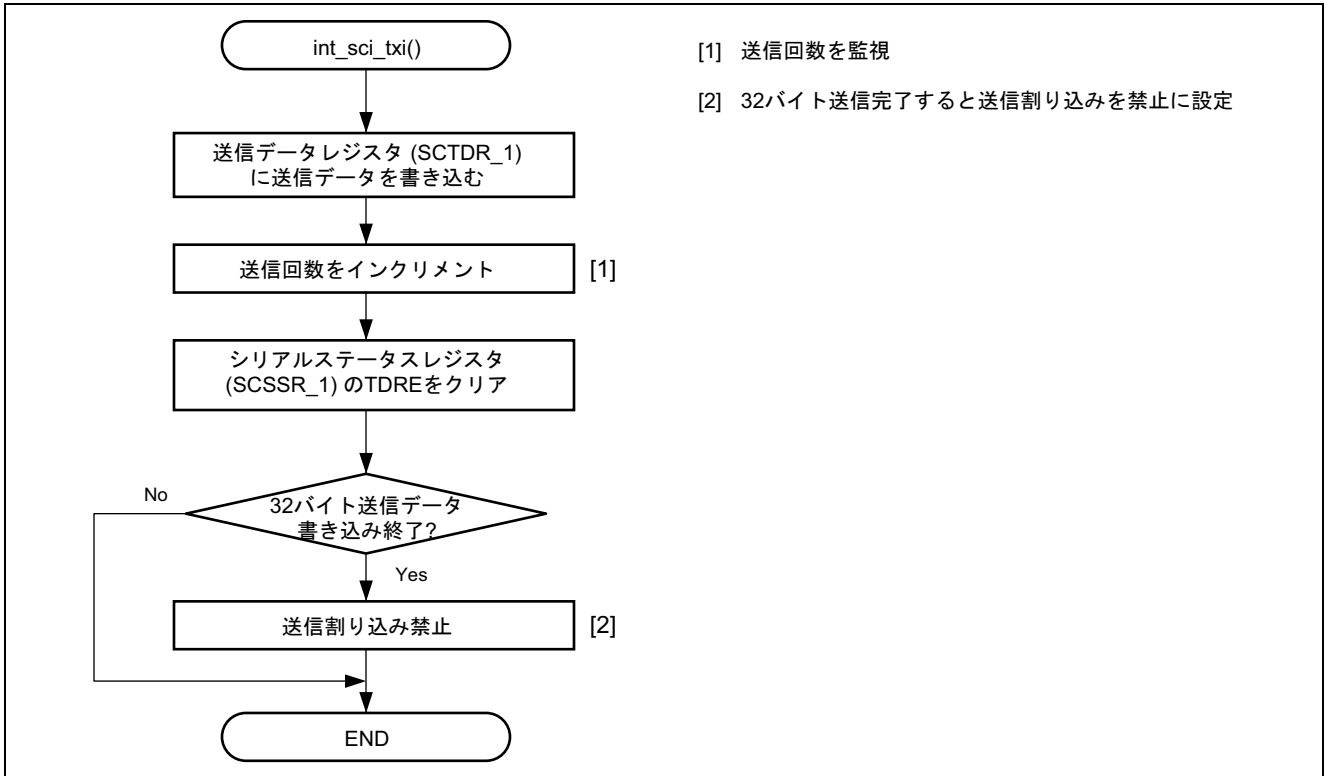 int_sci_txi()
[1] 送信回数を監視
[2] 32バイト送信完了すると送信割り込みを禁止に設定
送信データレジスタ (SCTDR_1)
に送信データを書き込む
送信回数をインクリメント
[1]
シリアルステータスレジスタ
(SCSSR_1) のTDREをクリア
No
32バイト送信データ
書き込み終了?
Yes
送信割り込み禁止
[2]
END